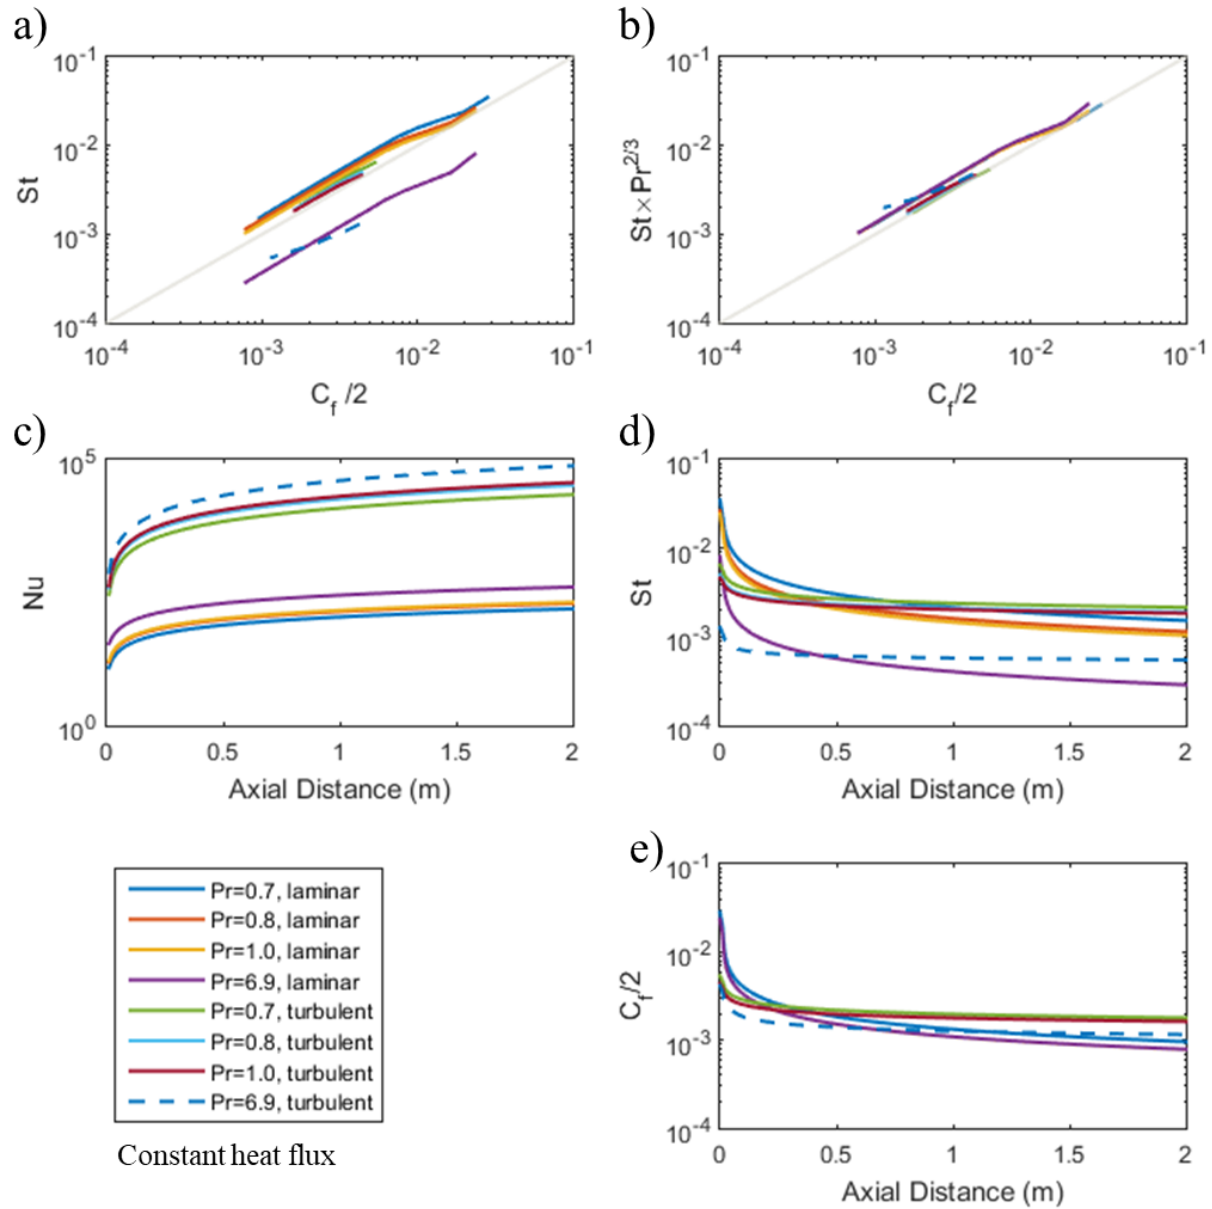 a)
10^-1
10^-2
10^-3
10^-4
St
10^-4 10^-3 10^-2 10^-1
C_f /2
b)
10^-1
10^-2
10^-3
10^-4
St×Pr^2/3
10^-4 10^-3 10^-2 10^-1
C_f/2
c)
10^5
10^0
Nu
0 0.5 1 1.5 2
Axial Distance (m)
d)
10^-1
10^-2
10^-3
10^-4
St
0 0.5 1 1.5 2
Axial Distance (m)
Pr=0.7, laminar
Pr=0.8, laminar
Pr=1.0, laminar
Pr=6.9, laminar
Pr=0.7, turbulent
Pr=0.8, turbulent
Pr=1.0, turbulent
Pr=6.9, turbulent
Constant heat flux
e)
10^-1
10^-2
10^-3
10^-4
C_f/2
0 0.5 1 1.5 2
Axial Distance (m)